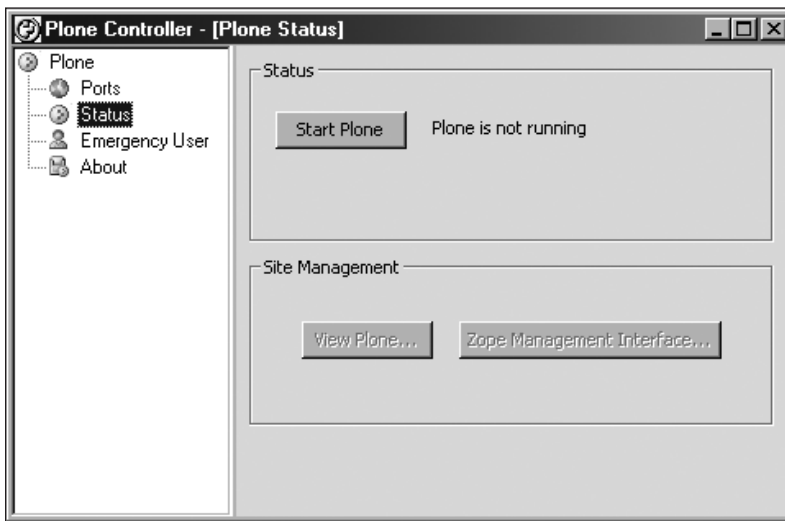 Plone Controller - [Plone Status]
Plone
Ports
Status
Emergency User
About
Status
Start Plone
Plone is not running
Site Management
View Plone...
Zope Management Interface...